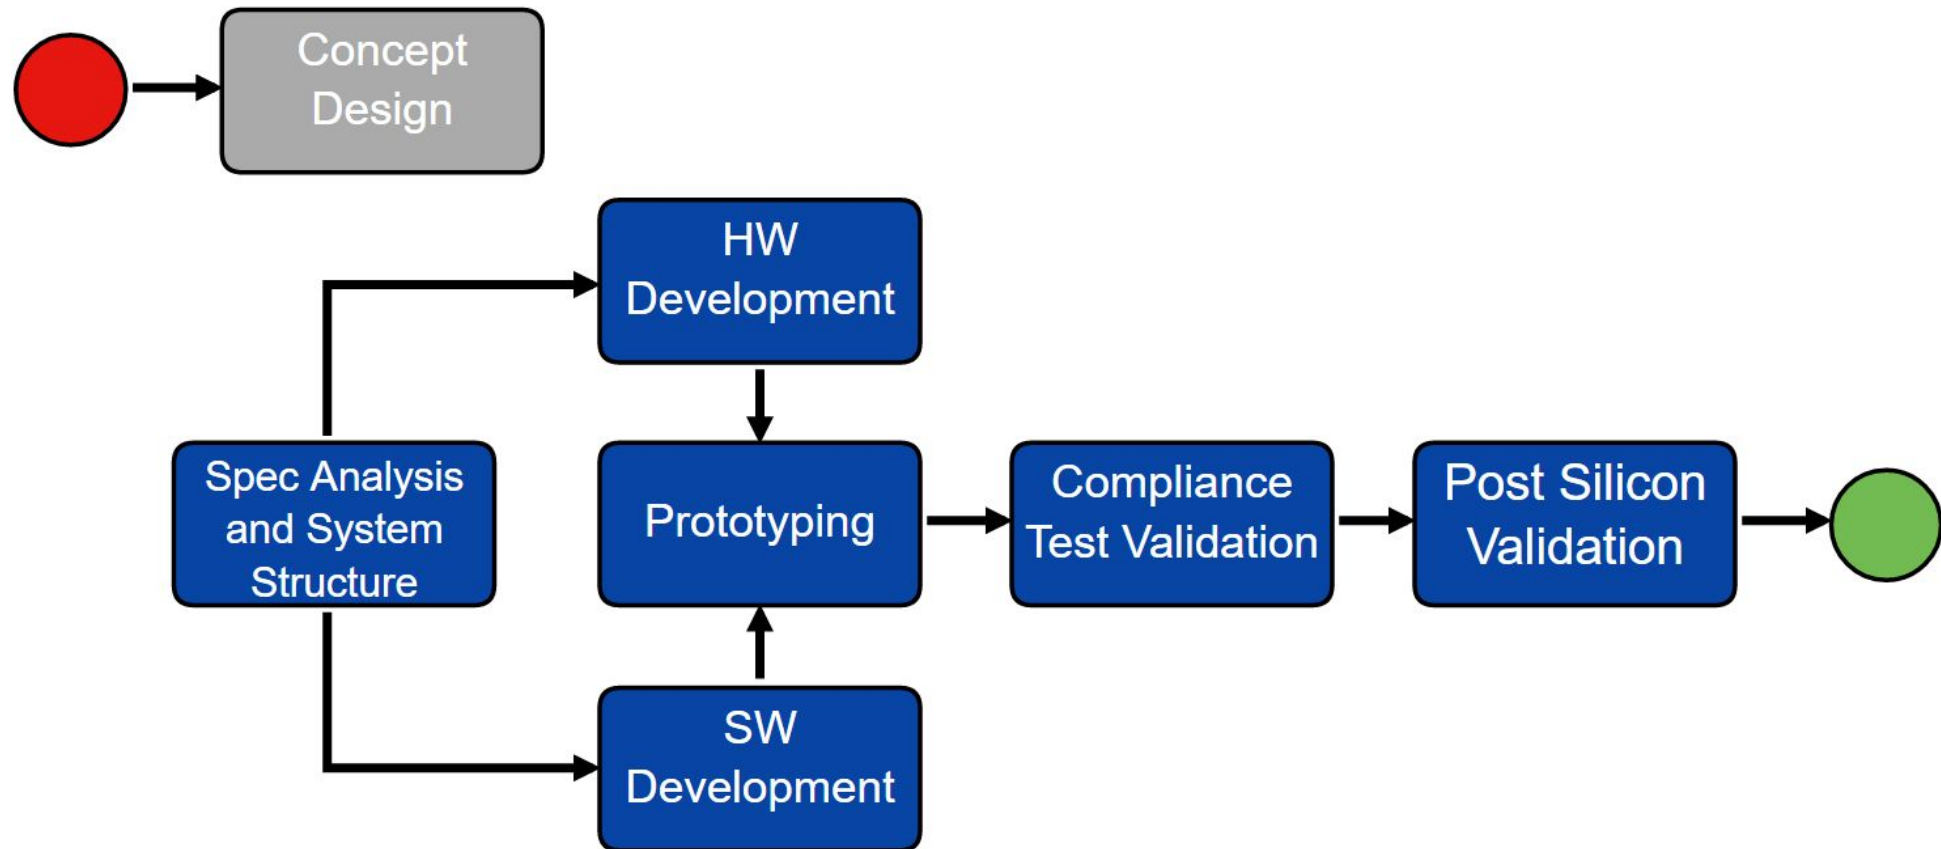 Concept
Design
HW
Development
Spec Analysis
and System
Structure
Prototyping
Compliance
Test Validation
Post Silicon
Validation
SW
Development